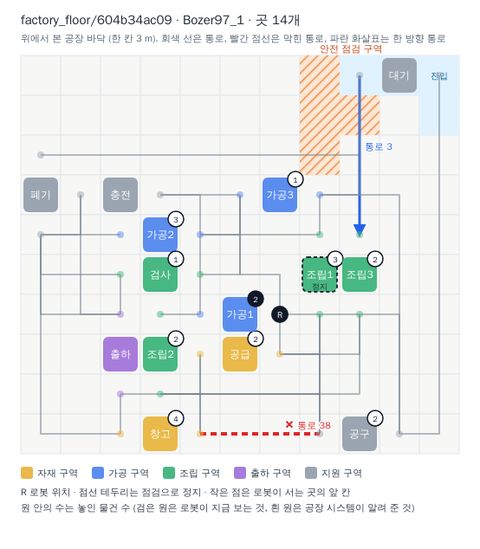 factory_floor/604b34ac09 · Bozer97_1 · 곳 14개
위에서 본 공장 바닥 (한 칸 3 m). 회색 선은 통로, 빨간 점선은 막힌 통로, 파란 화살표는 한 방향 통로
안전 점검 구역
대기
통로 3
1
폐기
충전
가공3
3
가공2
1
검사
3
조립1
정지
2
조립3
2
가공1
R
출하
2
조립2
2
공급
4
창고
✕ 통로 38
2
공구
자재 구역
가공 구역
조립 구역
출하 구역
지원 구역
R 로봇 위치 · 점선 테두리는 점검으로 정지 · 작은 점은 로봇이 서는 곳의 앞 칸
원 안의 수는 놓인 물건 수 (검은 원은 로봇이 지금 보는 것, 흰 원은 공장 시스템이 알려 준 것)